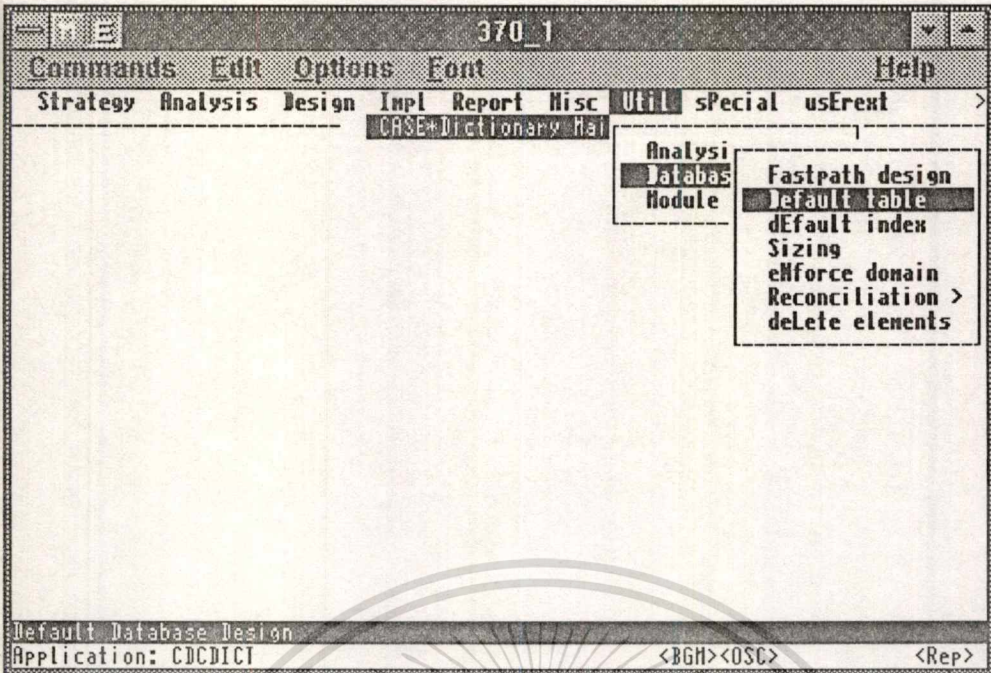 370_1
Commands Edit Options Font Help
Strategy Analysis Design Impl Report Misc Util sPecial usErext >
CASE*Dictionary Mai
Analysi
Databas
Module
Fastpath design
Default table
dEfault index
Sizing
eNforce domain
Reconciliation >
deLete elements
Default Database Design
Application: CDCDICT <BGM><OSC> <Rep>